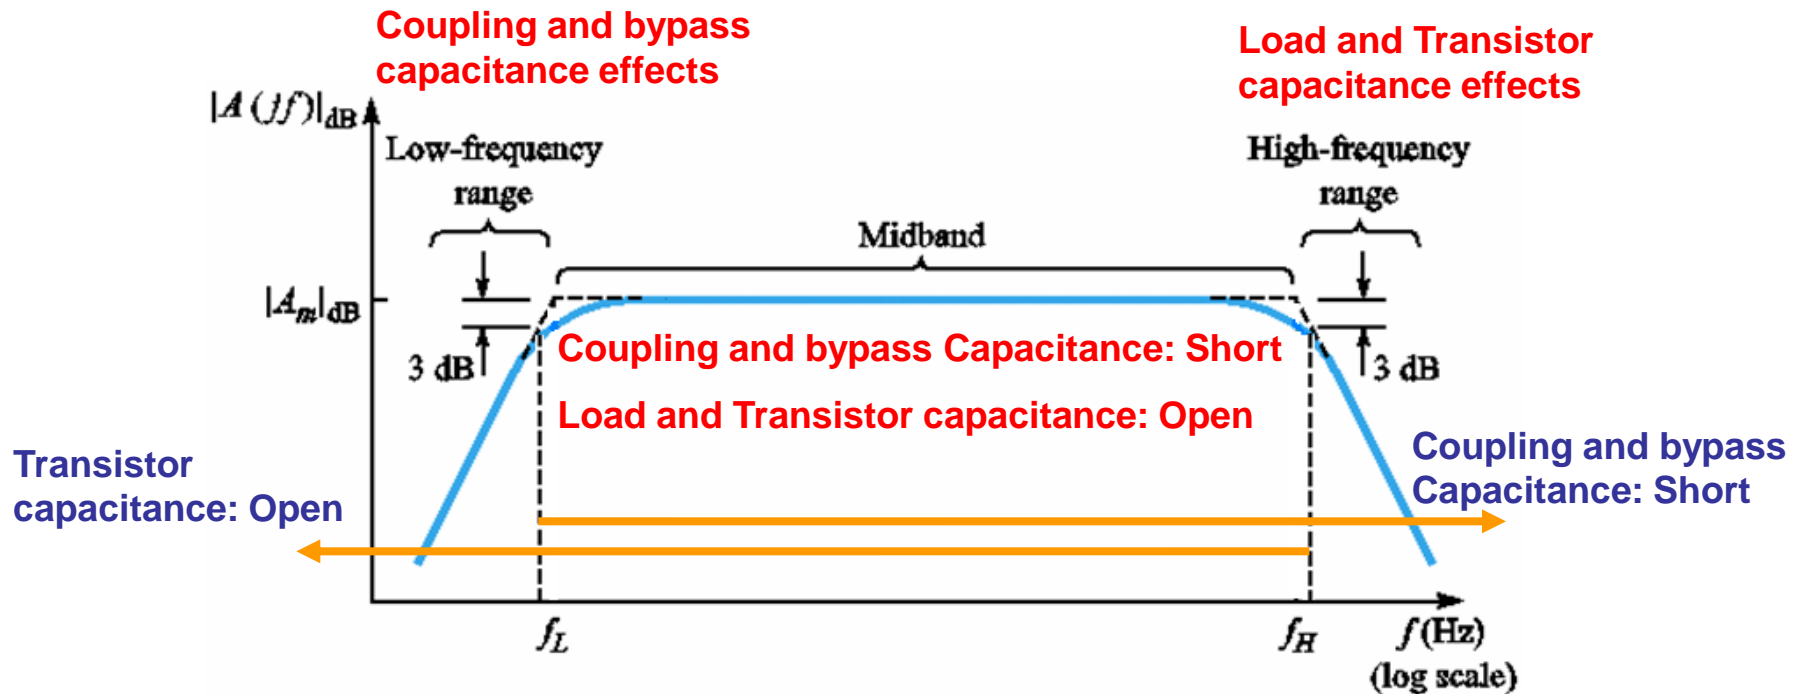 Coupling and bypass
capacitance effects
Load and Transistor
capacitance effects
|A (jf)|dB
Low-frequency
range
High-frequency
range
Midband
|Am|dB
3 dB
3 dB
Coupling and bypass Capacitance: Short
Load and Transistor capacitance: Open
Transistor
capacitance: Open
Coupling and bypass
Capacitance: Short
fL
fH
f (Hz)
(log scale)